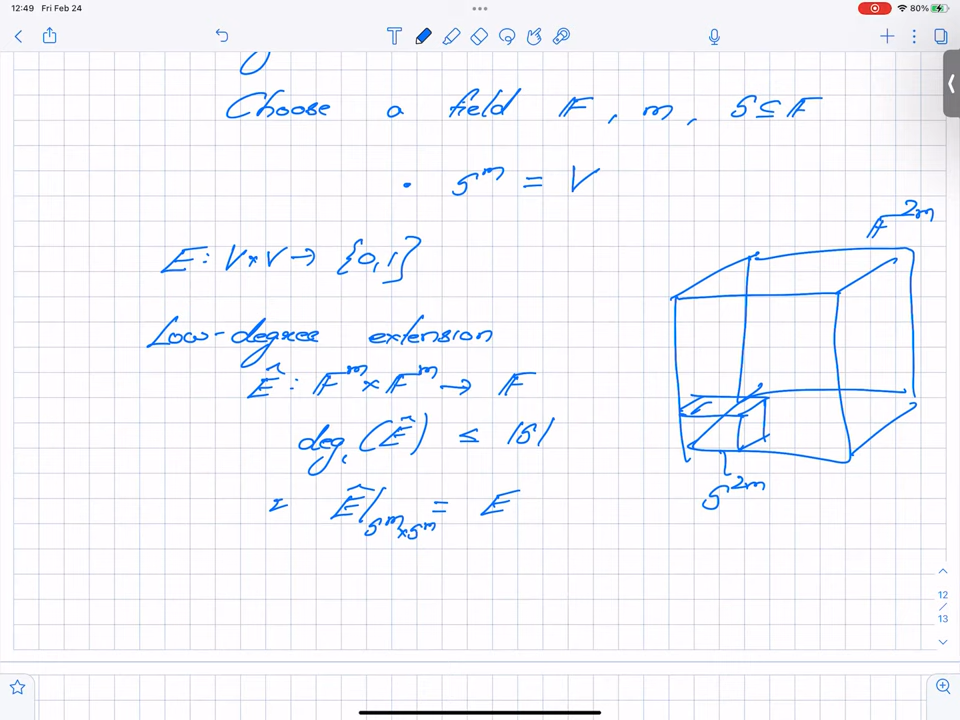 12:49 Fri Feb 24
80%
Choose a field 𝔽, m, S ⊆ 𝔽
· S^m = V
E: V×V → {0,1}
Low-degree extension
Ê: 𝔽^m × 𝔽^m → 𝔽
deg_i (Ê) ≤ |S|
Ê|_{S^m×S^m} = E
𝔽^{2m}
E
S^{2m}
12
/
13